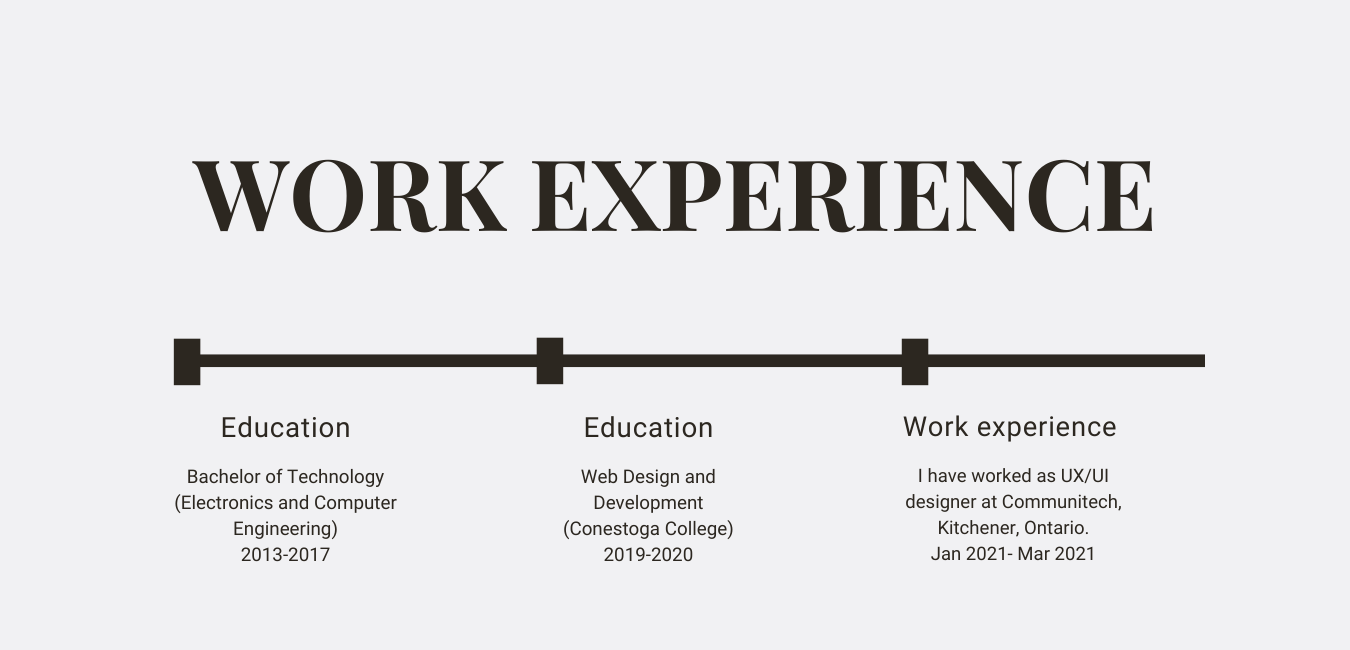 WORK EXPERIENCE
Education
Bachelor of Technology
(Electronics and Computer
Engineering)
2013-2017
Education
Web Design and
Development
(Conestoga College)
2019-2020
Work experience
I have worked as UX/UI
designer at Communitech,
Kitchener, Ontario.
Jan 2021- Mar 2021